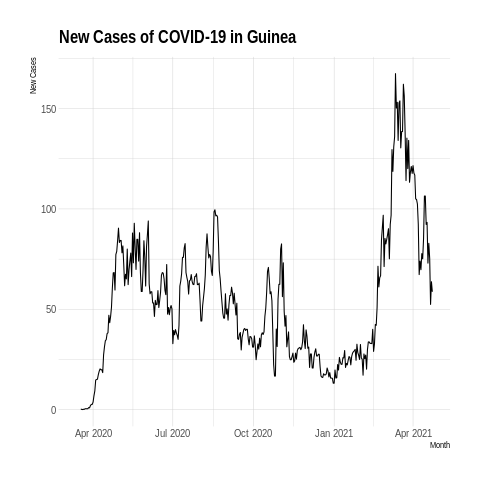 New Cases of COVID-19 in Guinea
New Cases
150
100
50
0
Apr 2020 Jul 2020 Oct 2020 Jan 2021 Apr 2021
Month